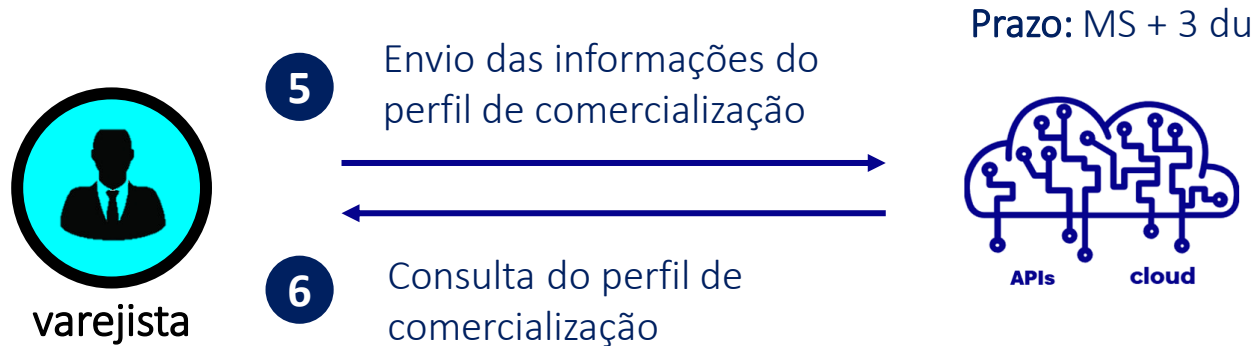 Prazo: MS + 3 du
5
Envio das informações do
perfil de comercialização
6
Consulta do perfil de
comercialização
varejista
APIs
cloud